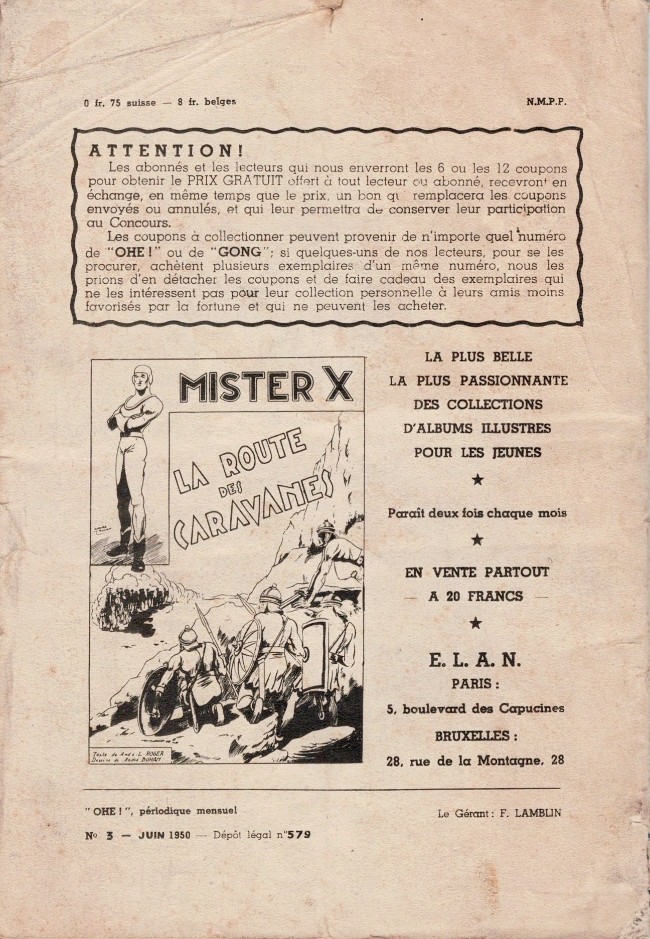 0 fr. 75 suisse — 8 fr. belges
N.M.P.P.
ATTENTION!
Les abonnés et les lecteurs qui nous enverront les 6 ou les 12 coupons
pour obtenir le PRIX GRATUIT offert à tout lecteur ou abonné, recevront en
échange, en même temps que le prix, un bon qui remplacera les coupons
envoyés ou annulés, et qui leur permettra de conserver leur participation
au Concours.
Les coupons à collectionner peuvent provenir de n'importe quel numéro
de "OHE!" ou de "GONG"; si quelques-uns de nos lecteurs, pour se les
procurer, achètent plusieurs exemplaires d'un même numéro, nous les
prions d'en détacher les coupons et de faire cadeau des exemplaires qui
ne les intéressent pas pour leur collection personnelle à leurs amis moins
favorisés par la fortune et qui ne peuvent les acheter.
MISTER X
LA ROUTE
DES
CARAVANES
Texte de André L. ROGER
Dessins de André
LA PLUS BELLE
LA PLUS PASSIONNANTE
DES COLLECTIONS
D'ALBUMS ILLUSTRES
POUR LES JEUNES
★
Paraît deux fois chaque mois
★
EN VENTE PARTOUT
— A 20 FRANCS —
★
E. L. A. N.
PARIS :
5, boulevard des Capucines
BRUXELLES :
28, rue de la Montagne, 28
"OHE!", périodique mensuel
Le Gérant : F. LAMBLIN
No 3 — JUIN 1950 — Dépôt légal n° 579